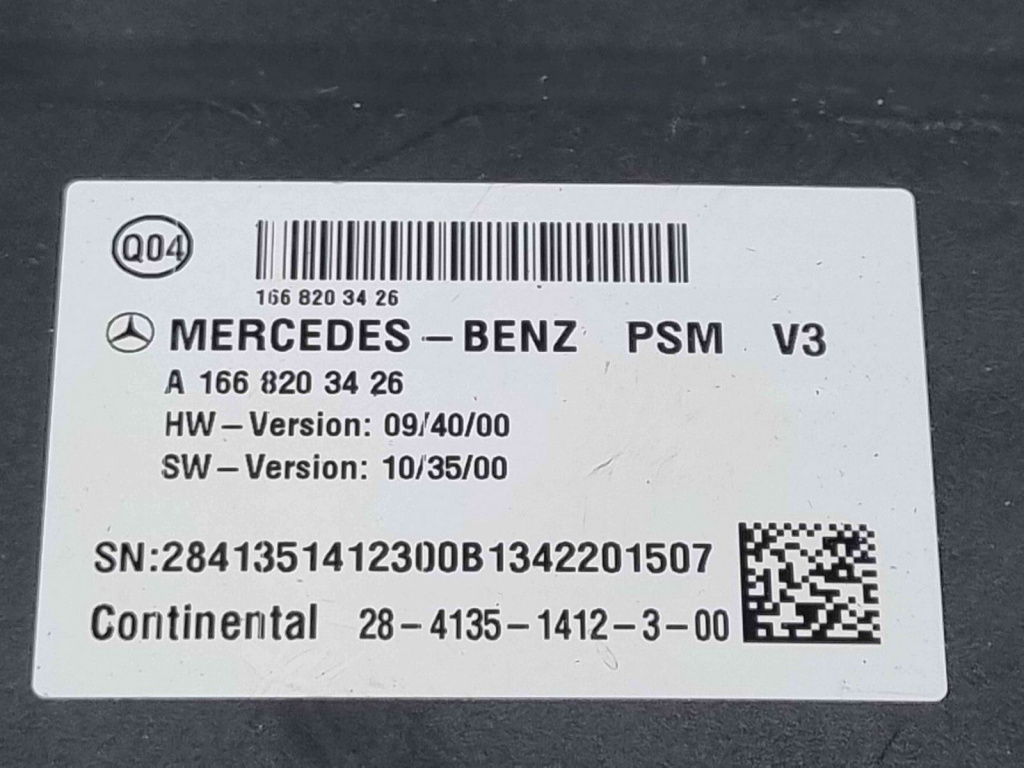 Q04
166 820 34 26
MERCEDES-BENZ PSM V3
A 166 820 34 26
HW-Version: 09/40/00
SW-Version: 10/35/00
SN:2841351412300B1342201507
Continental 28-4135-1412-3-00